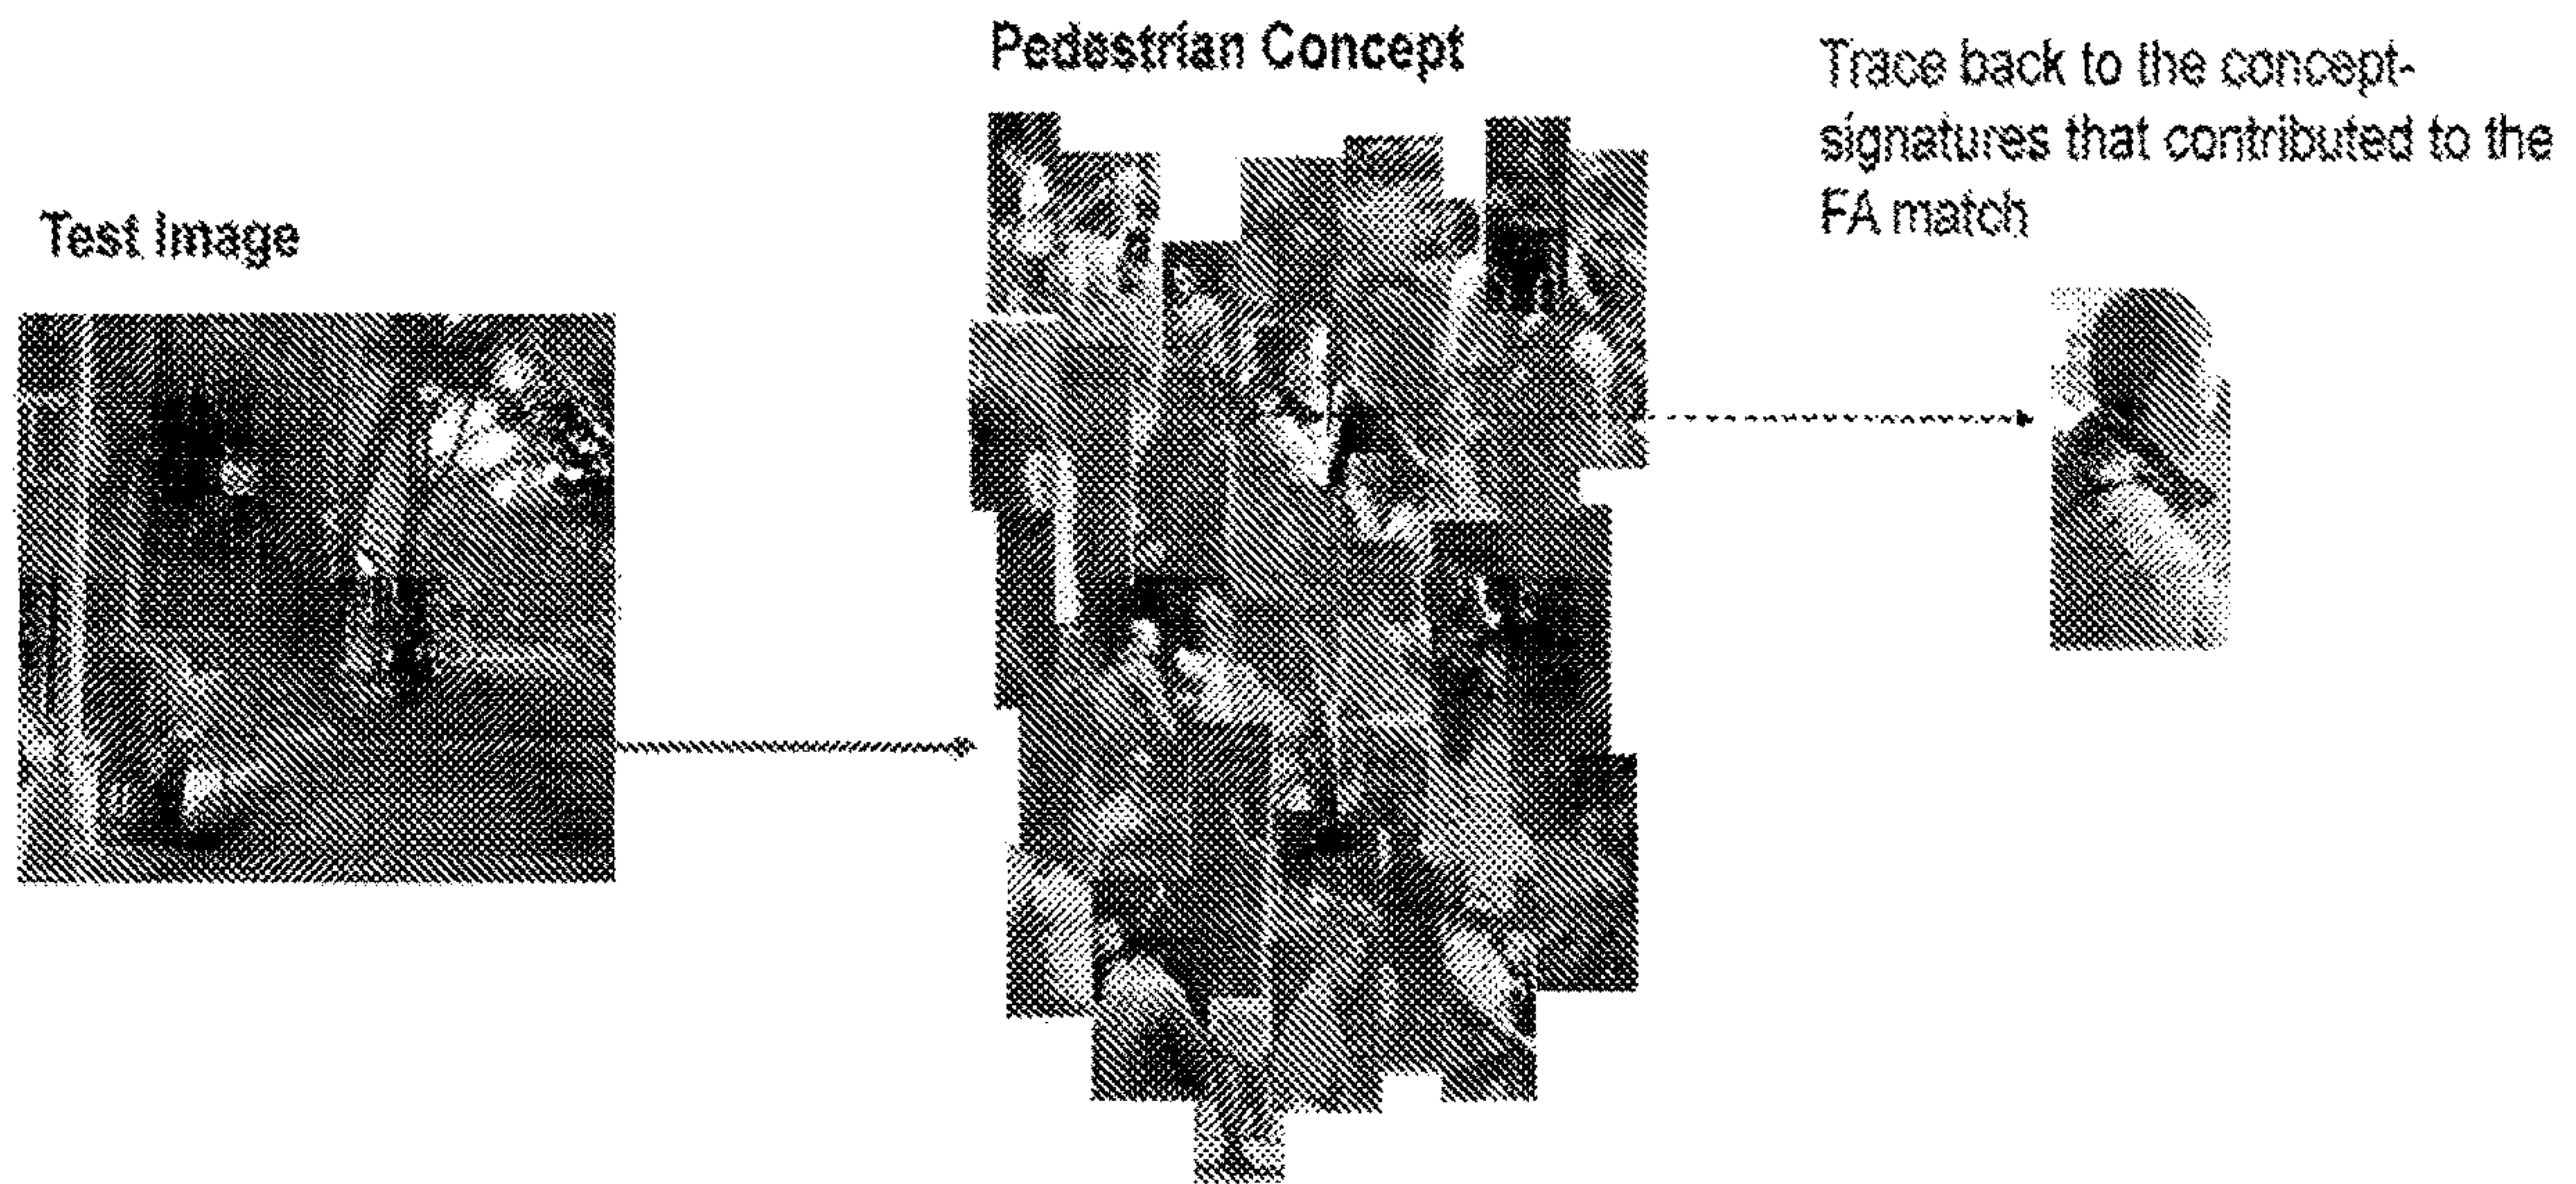 Pedestrian Concept
Trace back to the concept-
signatures that contributed to the
FA match
Test Image